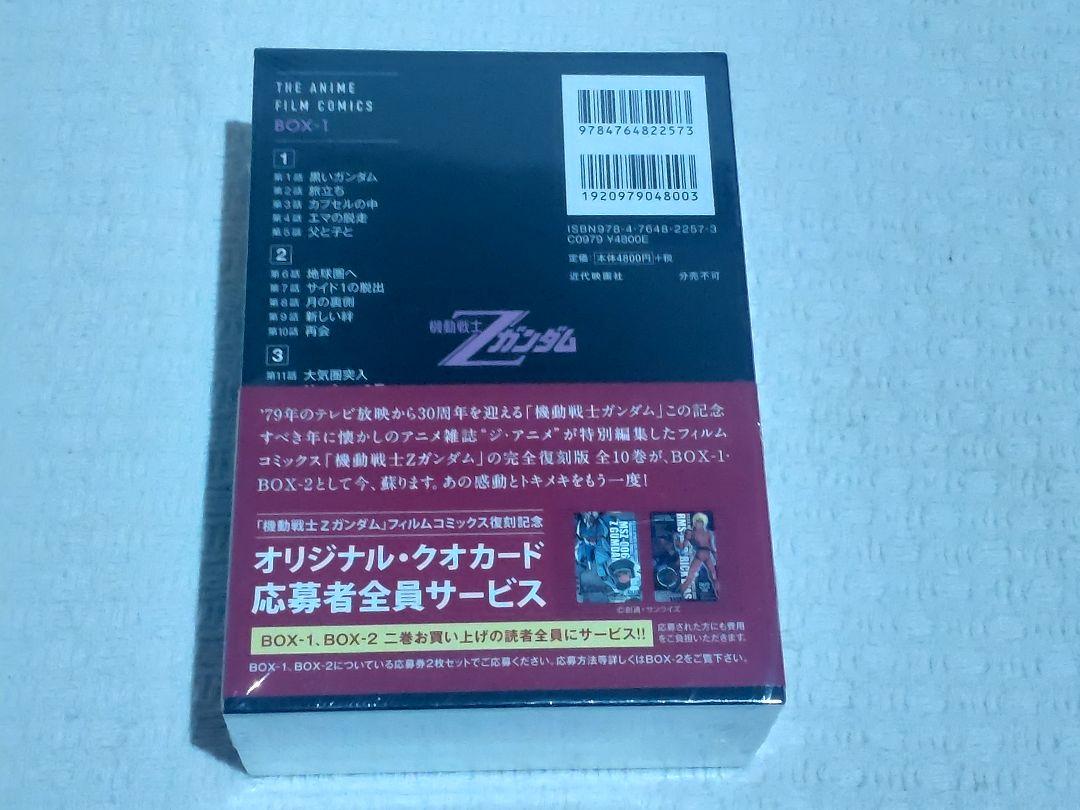 THE ANIME
FILM COMICS
BOX-1
1
第1話 黒いガンダム
第2話 旅立ち
第3話 カプセルの中
第4話 エマの脱走
第5話 父と子と
2
第6話 地球圏へ
第7話 サイド1の脱出
第8話 月の裏側
第9話 新しい絆
第10話 再会
3
第11話 大気圏突入
9784764822573
1920979048003
ISBN978-4-7648-2257-3
C0979 ¥4800E
定価:本体4800円+税
近代映画社 分売不可
機動戦士Zガンダム
'79年のテレビ放映から30周年を迎える「機動戦士ガンダム」この記念
すべき年に懐かしのアニメ雑誌“ジ・アニメ”が特別編集したフィルム
コミックス「機動戦士Zガンダム」の完全復刻版 全10巻が、BOX-1・
BOX-2として今、蘇ります。あの感動とトキメキをもう一度!
「機動戦士Zガンダム」フィルムコミックス復刻記念
オリジナル・クオカード
応募者全員サービス
MSZ-006
Z GUNDA
RMS
RICK
©創通・サンライズ
BOX-1、BOX-2 二巻お買い上げの読者全員にサービス!!
応募された方にも費用
をご負担いただきます。
BOX-1、BOX-2についている応募券2枚セットでご応募ください。応募方法等詳しくはBOX-2をご覧下さい。